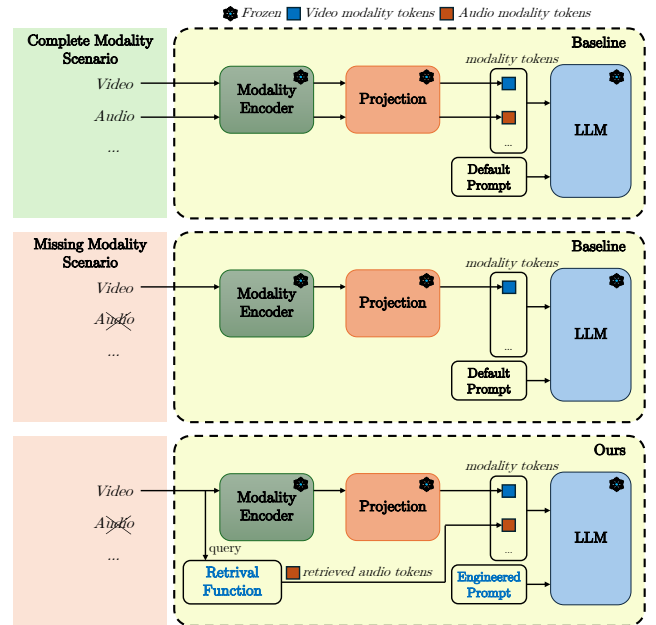 Frozen Video modality tokens Audio modality tokens
Complete Modality
Scenario
Baseline
modality tokens
Video
Audio
...
Modality
Encoder
Projection
...
LLM
Default
Prompt
Missing Modality
Scenario
Baseline
modality tokens
Video
Audio
...
Modality
Encoder
Projection
...
LLM
Default
Prompt
Ours
modality tokens
Video
Audio
...
Modality
Encoder
Projection
...
LLM
query
Retrival
Function
retrieved audio tokens
Engineered
Prompt